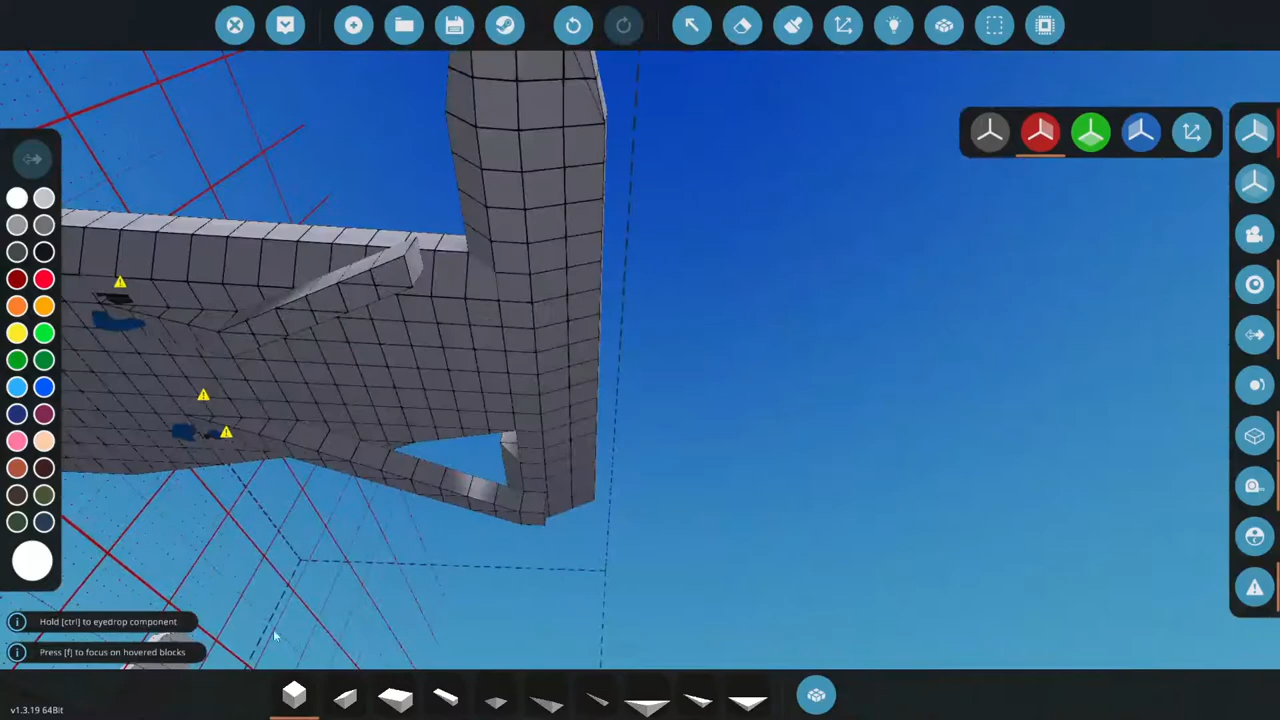 Hold [ctrl] to eyedrop component
Press [f] to focus on hovered blocks
v1.3.19 64Bit